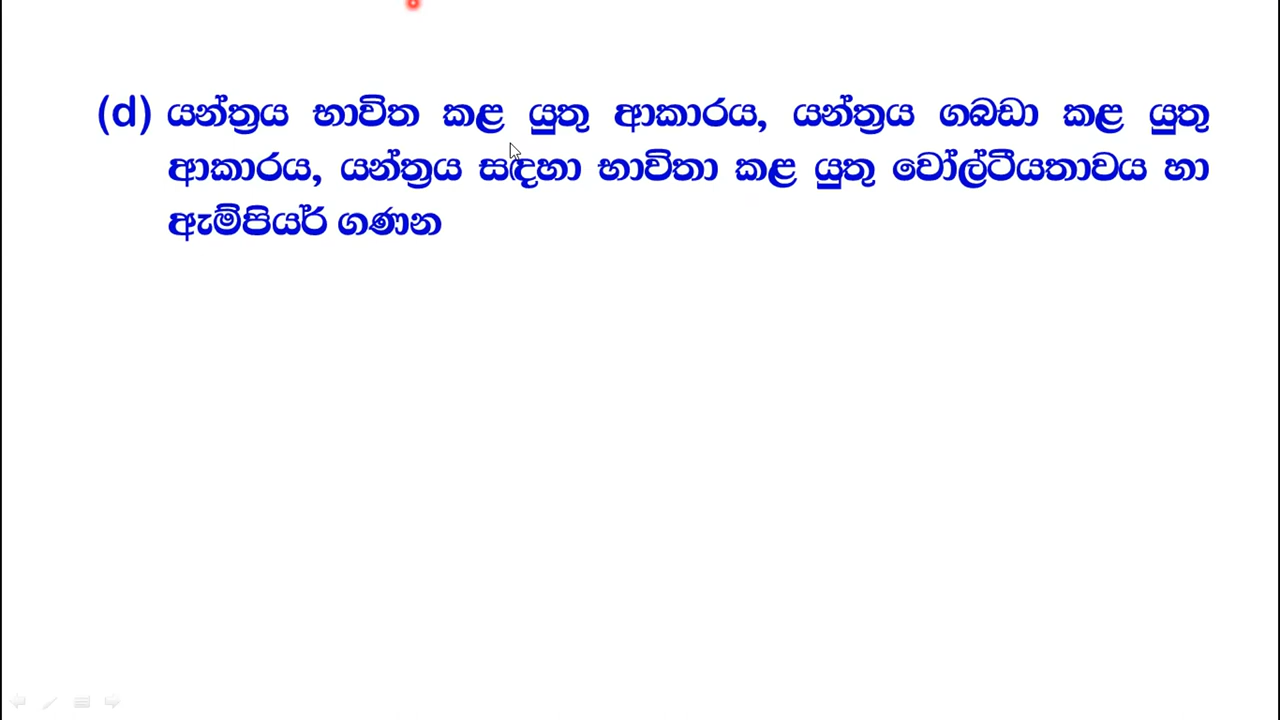 (d) යන්ත්‍රය භාවිත කළ යුතු ආකාරය, යන්ත්‍රය ගබඩා කළ යුතු
ආකාරය, යන්ත්‍රය සඳහා භාවිතා කළ යුතු වෝල්ටීයතාවය හා
ඇම්පියර් ගණන